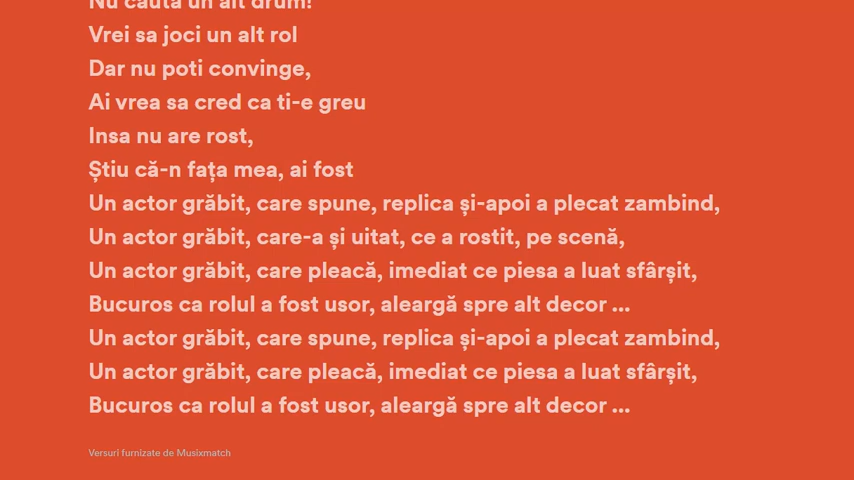 Nu căuta un alt drum!
Vrei sa joci un alt rol
Dar nu poti convinge,
Ai vrea sa cred ca ti-e greu
Insa nu are rost,
Știu că-n fața mea, ai fost
Un actor grăbit, care spune, replica și-apoi a plecat zambind,
Un actor grăbit, care-a și uitat, ce a rostit, pe scenă,
Un actor grăbit, care pleacă, imediat ce piesa a luat sfârșit,
Bucuros ca rolul a fost usor, aleargă spre alt decor ...
Un actor grăbit, care spune, replica și-apoi a plecat zambind,
Un actor grăbit, care pleacă, imediat ce piesa a luat sfârșit,
Bucuros ca rolul a fost usor, aleargă spre alt decor ...
Versuri furnizate de Musixmatch